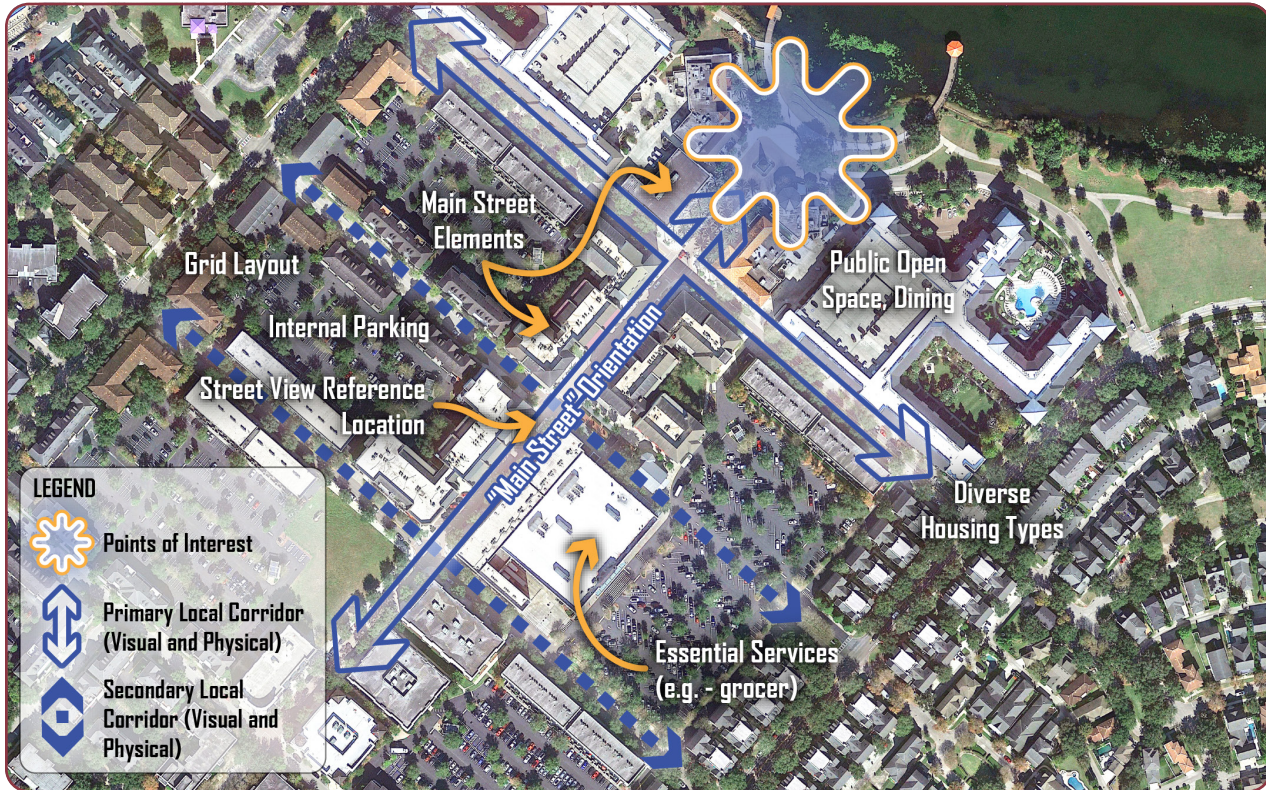 Main Street
Elements
Grid Layout
Public Open
Space, Dining
Internal Parking
Street View Reference
Location
"Main Street" Orientation
Diverse
Housing Types
Essential Services
(e.g. - grocer)
LEGEND
Points of Interest
Primary Local Corridor
(Visual and Physical)
Secondary Local
Corridor (Visual and
Physical)